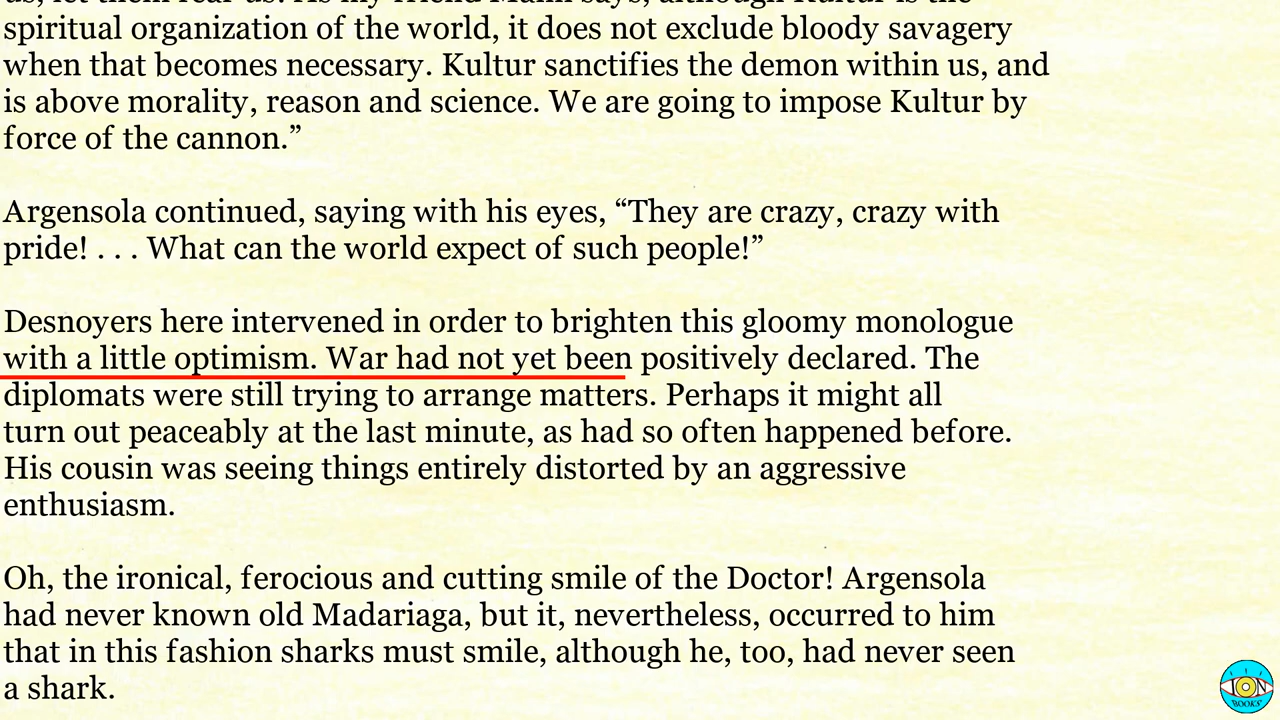 spiritual organization of the world, it does not exclude bloody savagery
when that becomes necessary. Kultur sanctifies the demon within us, and
is above morality, reason and science. We are going to impose Kultur by
force of the cannon.”
Argensola continued, saying with his eyes, “They are crazy, crazy with
pride! . . . What can the world expect of such people!”
Desnoyers here intervened in order to brighten this gloomy monologue
with a little optimism. War had not yet been positively declared. The
diplomats were still trying to arrange matters. Perhaps it might all
turn out peaceably at the last minute, as had so often happened before.
His cousin was seeing things entirely distorted by an aggressive
enthusiasm.
Oh, the ironical, ferocious and cutting smile of the Doctor! Argensola
had never known old Madariaga, but it, nevertheless, occurred to him
that in this fashion sharks must smile, although he, too, had never seen
a shark.
ION
BOOKS